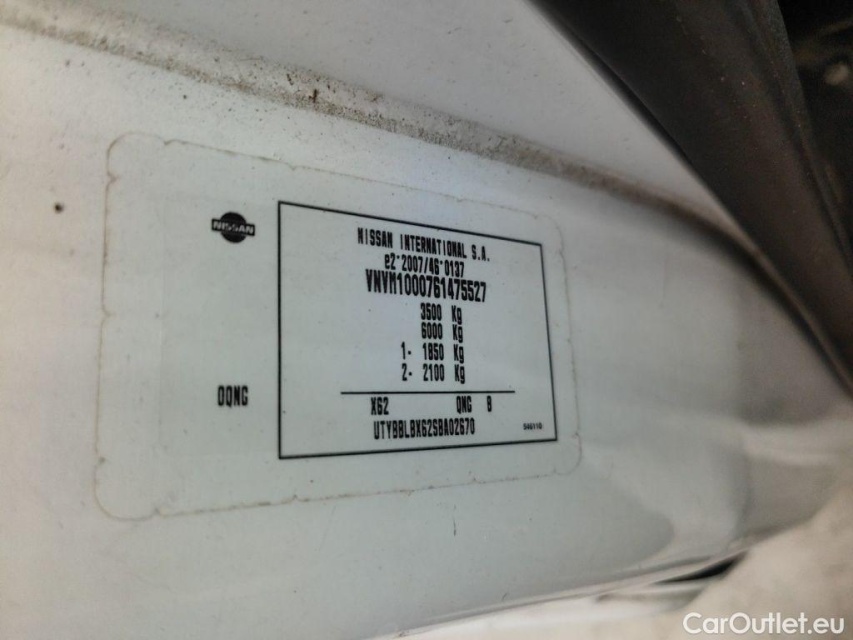 NISSAN
NISSAN INTERNATIONAL S.A.
e2*2007/46*0137
VNVM1000761475527
3500 Kg
6000 Kg
1- 1850 Kg
2- 2100 Kg
OQNG
X62 QNG B
UTYBBLBX62SBA02670
CarOutlet.eu